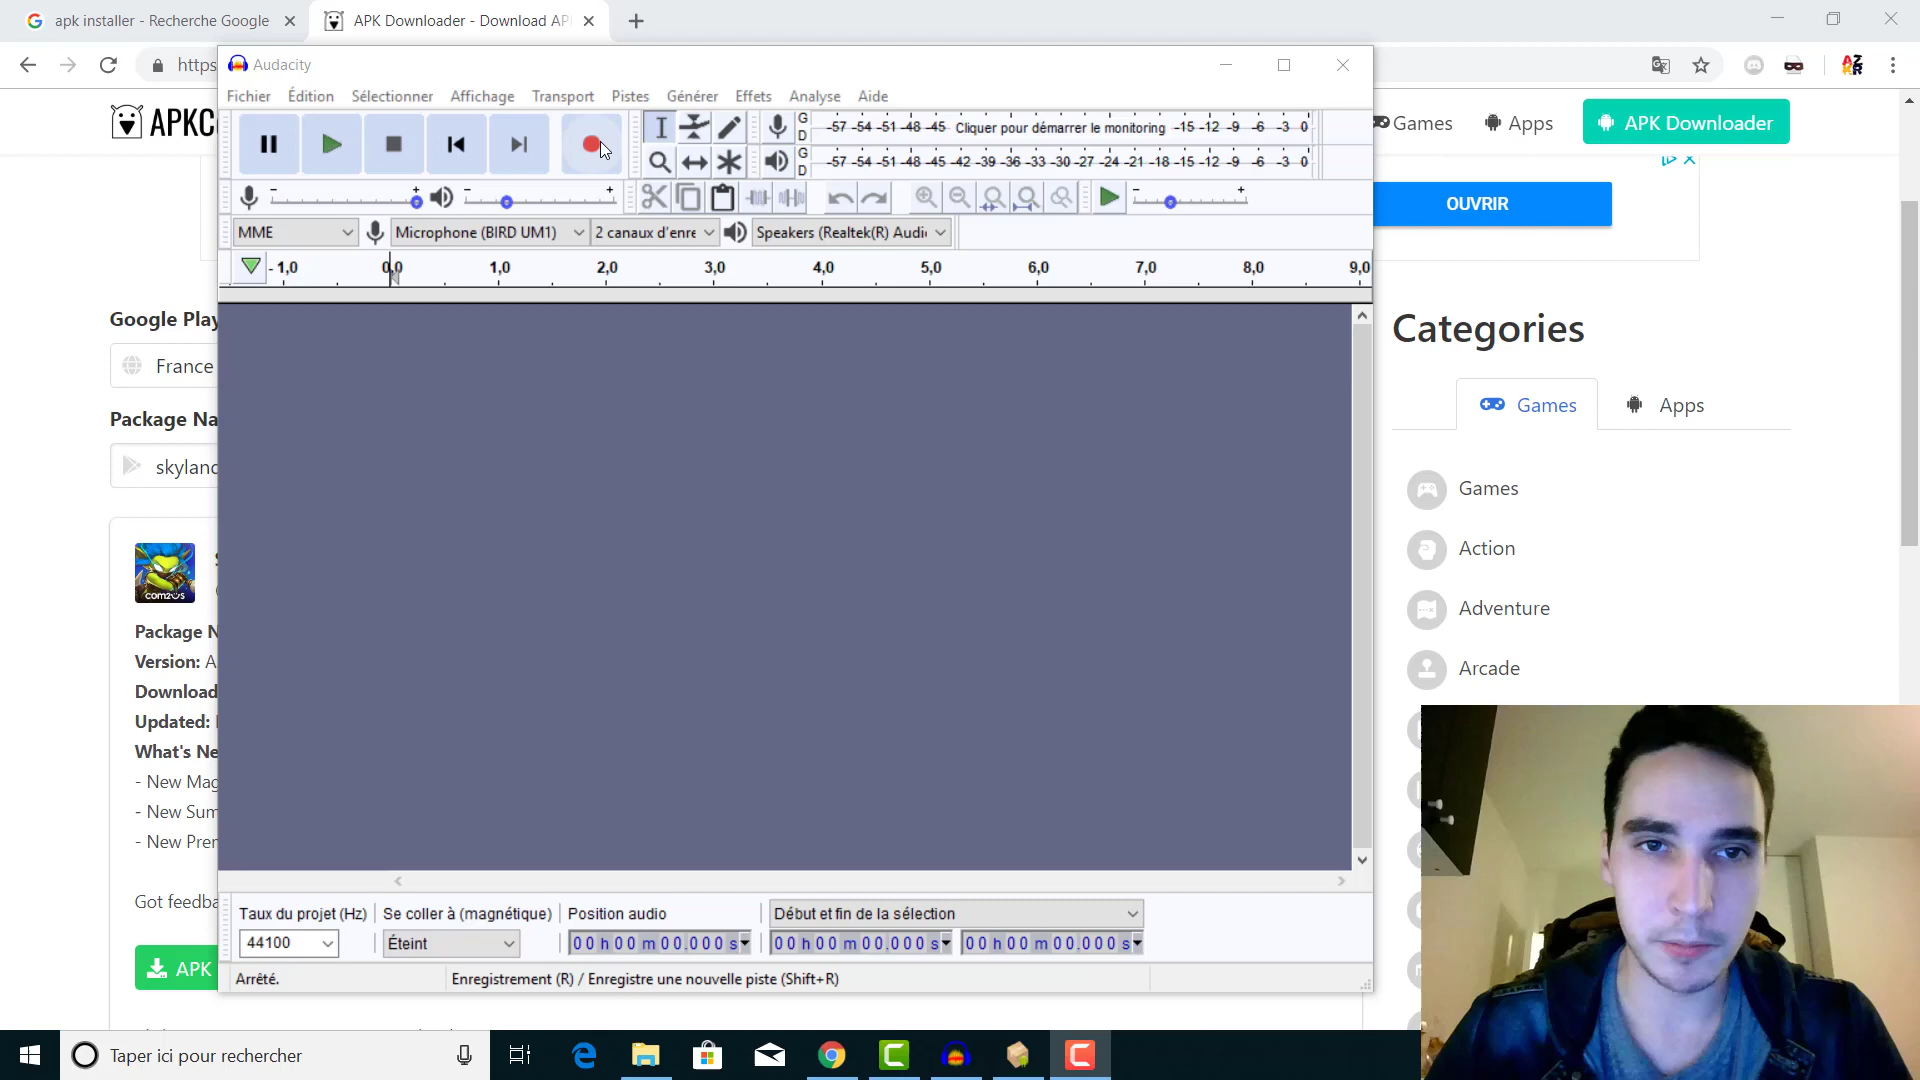 apk installer - Recherche Google
APK Downloader - Download AP
https
Audacity
Fichier Édition Sélectionner Affichage Transport Pistes Générer Effets Analyse Aide
APKC
Games
Apps
APK Downloader
G
D
-57 -54 -51 -48 -45 Cliquer pour démarrer le monitoring -15 -12 -9 -6 -3 0
G
D
-57 -54 -51 -48 -45 -42 -39 -36 -33 -30 -27 -24 -21 -18 -15 -12 -9 -6 -3 0
- + - + - +
OUVRIR
MME Microphone (BIRD UM1) 2 canaux d'enre Speakers (Realtek(R) Audi
-1,0 0,0 1,0 2,0 3,0 4,0 5,0 6,0 7,0 8,0 9,0
Google Play
France
Package Na
skyland
Categories
Games Apps
Games
Action
Adventure
Arcade
com2us
Package N
Version: A
Download
Updated:
What's Ne
- New Mag
- New Sum
- New Prem
Got feedba
APK
Taux du projet (Hz) Se coller à (magnétique) Position audio Début et fin de la sélection
44100 Éteint 00 h 00 m 00.000 s 00 h 00 m 00.000 s 00 h 00 m 00.000 s
Arrêté. Enregistrement (R) / Enregistre une nouvelle piste (Shift+R)
Taper ici pour rechercher